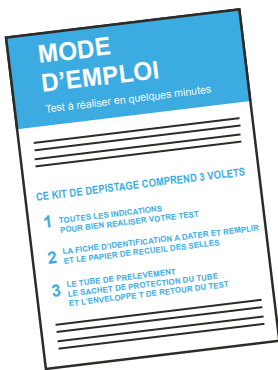 MODE
D'EMPLOI
Test à réaliser en quelques minutes
CE KIT DE DEPISTAGE COMPREND 3 VOLETS
1 TOUTES LES INDICATIONS
POUR BIEN REALISER VOTRE TEST
2 LA FICHE D'IDENTIFICATION A DATER ET REMPLIR
ET LE PAPIER DE RECUEIL DES SELLES
3 LE TUBE DE PRELEVEMENT
LE SACHET DE PROTECTION DU TUBE
ET L'ENVELOPPE T DE RETOUR DU TEST